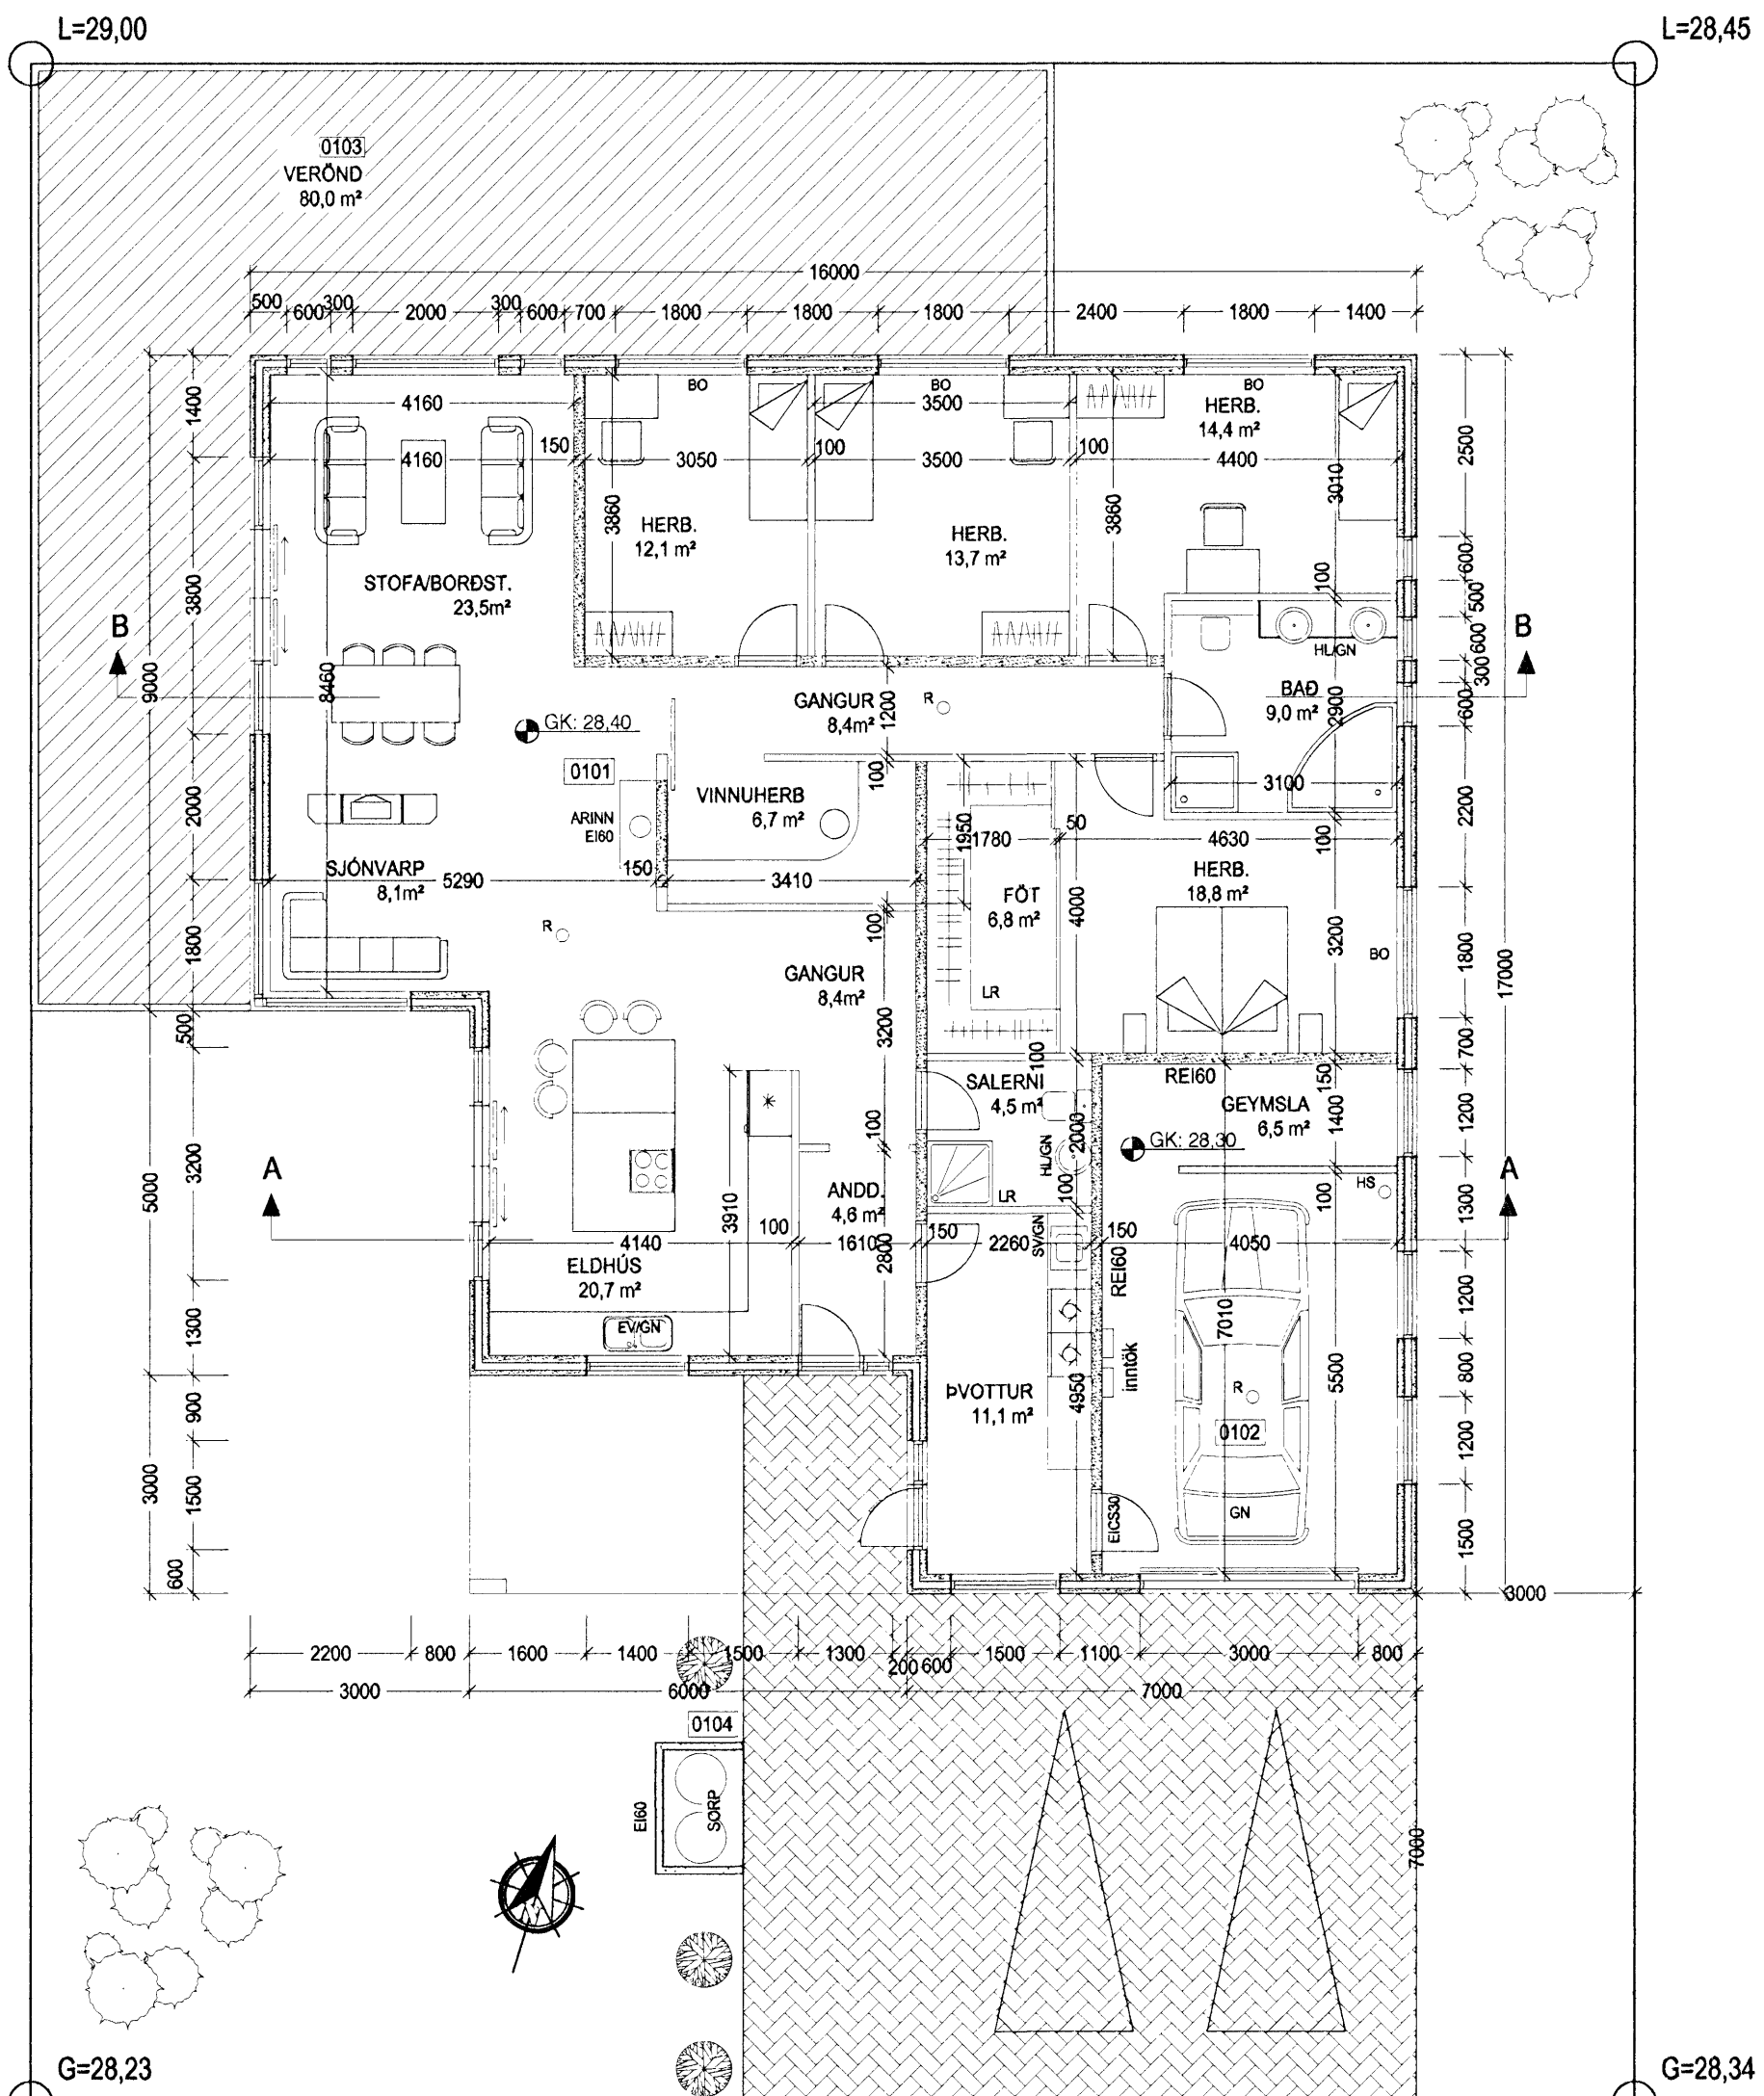 L=29,00
L=28,45
0103
VERÖND
80,0 m²
16000
500
600
300
2000
300
600
700
1800
1800
1800
2400
1800
1400
BO
BO
BO
4160
3500
HERB.
14,4 m²
4160
150
3050
100
3500
100
4400
1400
2500
3860
3860
3010
HERB.
12,1 m²
HERB.
13,7 m²
STOFA/BORÐST.
23,5m²
3800
100
600
500
600
300
600
B
B
HL/GN
9000
8460
GANGUR
8,4m²
1200
R
BAÐ
9,0 m²
2900
GK: 28,40
0101
100
VINNUHERB
6,7 m²
3100
ARINN
EI60
2000
2200
1950
1780
50
4630
100
SJÓNVARP
8,1m²
5290
150
3410
HERB.
18,8 m²
FÖT
6,8 m²
4000
3200
1800
1800
R
100
BO
17000
GANGUR
8,4m²
LR
3200
500
700
100
SALERNI
4,5 m²
REI60
150
GEYMSLA
6,5 m²
1400
1200
100
2000
HL/GN
GK: 28,30
5000
3200
A
A
HS
ANDD.
4,6 m²
LR
100
100
1300
3910
4140
100
1610
2800
150
2260
SV/GN
150
4050
REI60
ELDHÚS
20,7 m²
EV/GN
1300
7010
1200
inntök
5500
800
ÞVOTTUR
11,1 m²
4950
R
0102
900
1200
3000
1500
EICS30
GN
1500
600
3000
2200
800
1600
1400
1500
1300
200
600
1500
1100
3000
800
3000
6000
7000
0104
EI60
SORP
7000
G=28,23
G=28,34